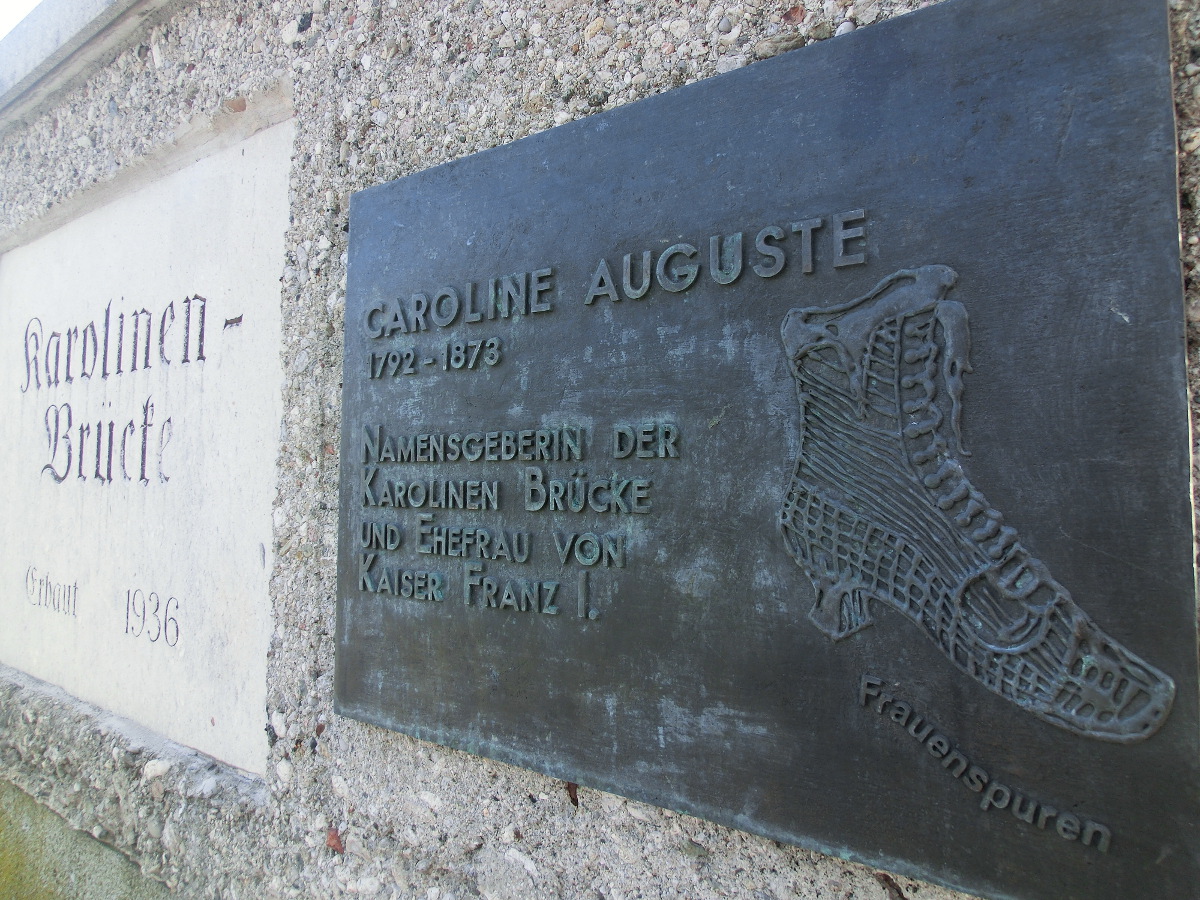 Karolinen-
Brücke
Erbaut 1936
CAROLINE AUGUSTE
1792 - 1873
NAMENSGEBERIN DER
KAROLINEN BRÜCKE
UND EHEFRAU VON
KAISER FRANZ I.
Frauenspuren